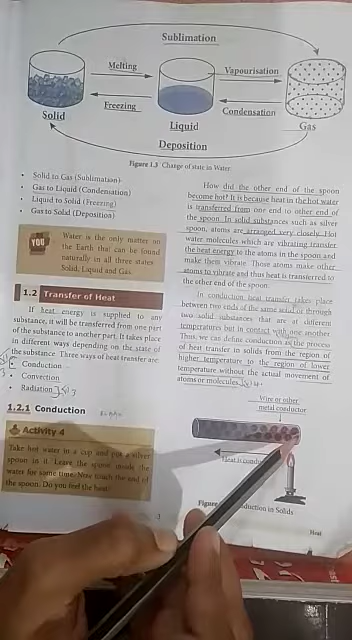 Sublimation
Melting
Vapourisation
Freezing
Condensation
Solid
Liquid
Gas
Deposition
Figure 1.3 Change of state in Water
• Solid to Gas (Sublimation)
• Gas to Liquid (Condensation)
• Liquid to Solid (Freezing)
• Gas to Solid (Deposition)
YOU
Water is the only matter on
the Earth that can be found
naturally in all three states
Solid, Liquid and Gas.
1.2 Transfer of Heat
If heat energy is supplied to any
substance, it will be transferred from one part
of the substance to another part. It takes place
in different ways depending on the state of
the substance. Three ways of heat transfer are
• Conduction
• Convection
• Radiation
1.2.1 Conduction
Activity 4
Take hot water in a cup and put a silver
spoon in it. Leave the spoon inside the
water for some time. Now touch the end of
the spoon. Do you feel the heat?
3
How did the other end of the spoon
become hot? It is because heat in the hot water
is transferred from one end to other end of
the spoon. In solid substances such as silver
spoon, atoms are arranged very closely. Hot
water molecules which are vibrating transfer
the heat energy to the atoms in the spoon and
make them vibrate. Those atoms make other
atoms to vibrate and thus heat is transferred to
the other end of the spoon.
In conduction heat transfer takes place
between two ends of the same solid or through
two solid substances that are at different
temperatures but in contact with one another
Thus, we can define conduction as the process
of heat transfer in solids from the region of
higher temperature to the region of lower
temperature without the actual movement of
atoms or molecules.
Wire or other
metal conductor
Heat is
Figure
in Solids
Heat